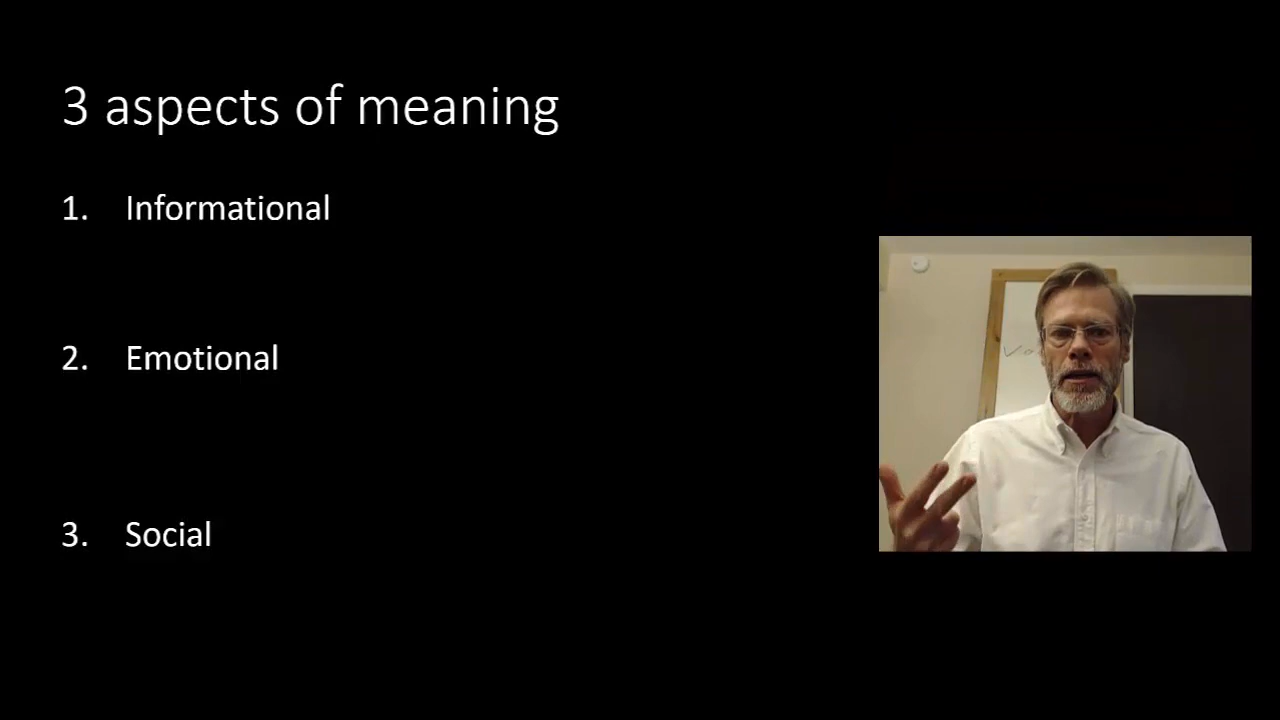 3 aspects of meaning
1. Informational
2. Emotional
3. Social